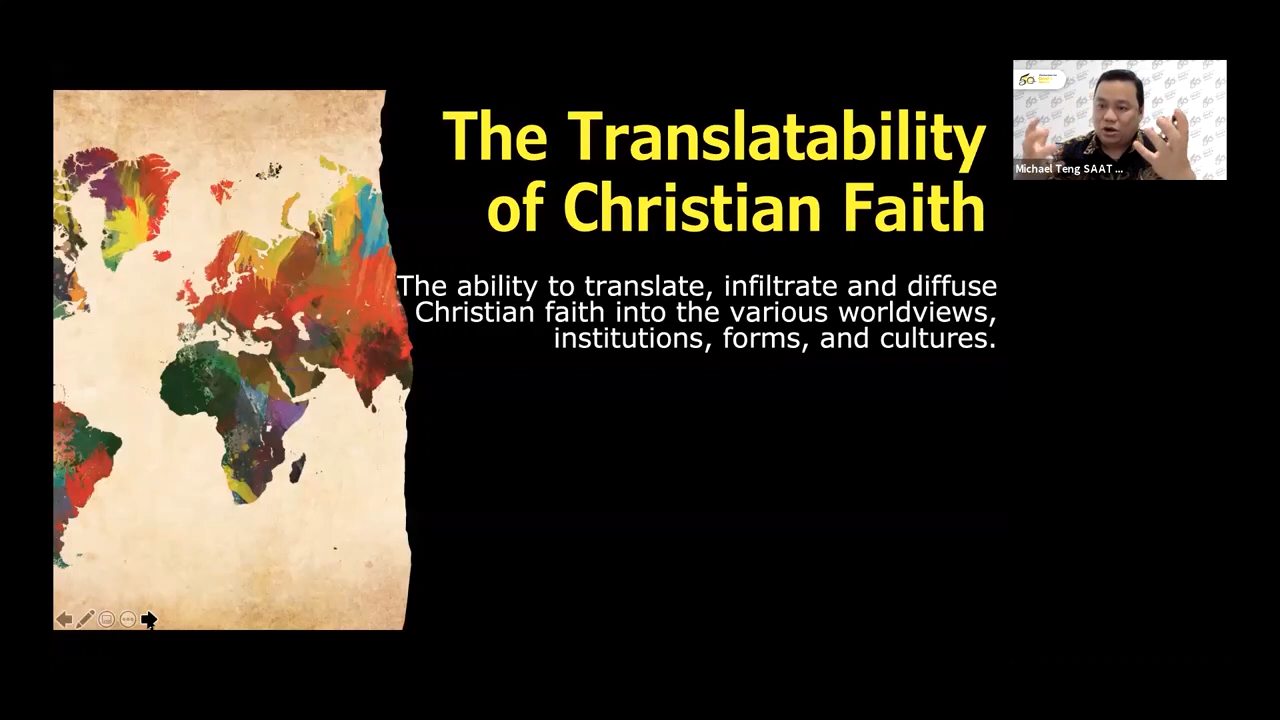 The Translatability
of Christian Faith
The ability to translate, infiltrate and diffuse
Christian faith into the various worldviews,
institutions, forms, and cultures.
50
Michael Teng SAAT ...